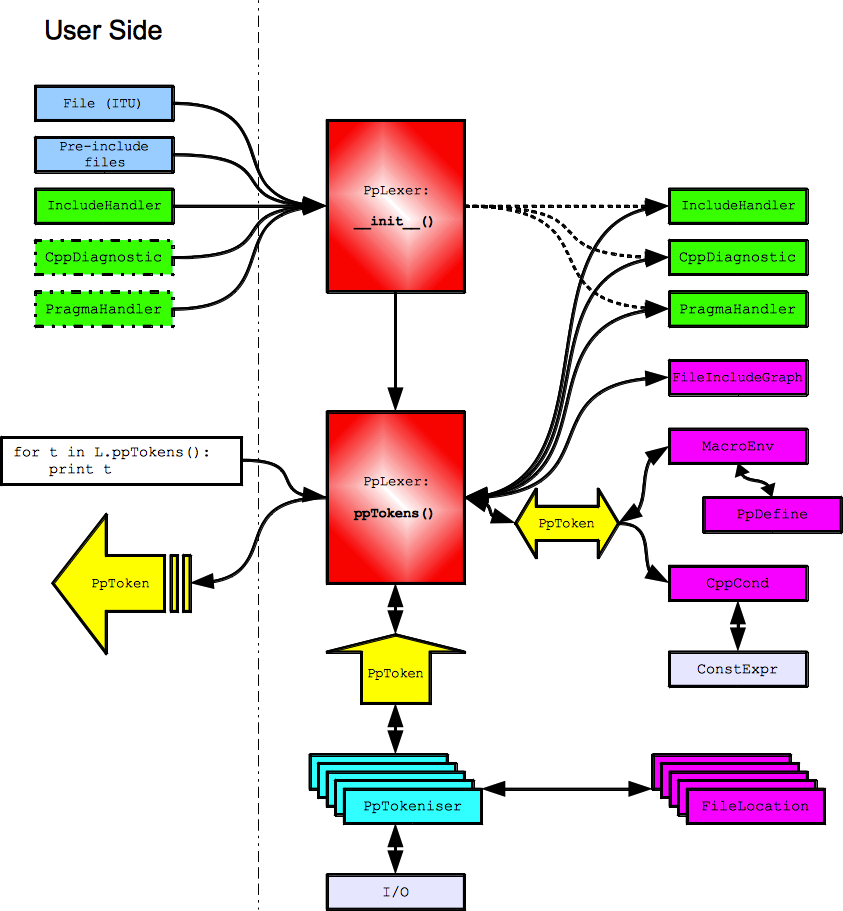 User Side
File (ITU)
Pre-include
files
IncludeHandler
CppDiagnostic
PragmaHandler
PpLexer:
__init__()
IncludeHandler
CppDiagnostic
PragmaHandler
FileIncludeGraph
for t in L.ppTokens():
print t
PpLexer:
ppTokens()
PpToken
MacroEnv
PpDefine
CppCond
ConstExpr
PpToken
PpToken
PpTokeniser
FileLocation
I/O